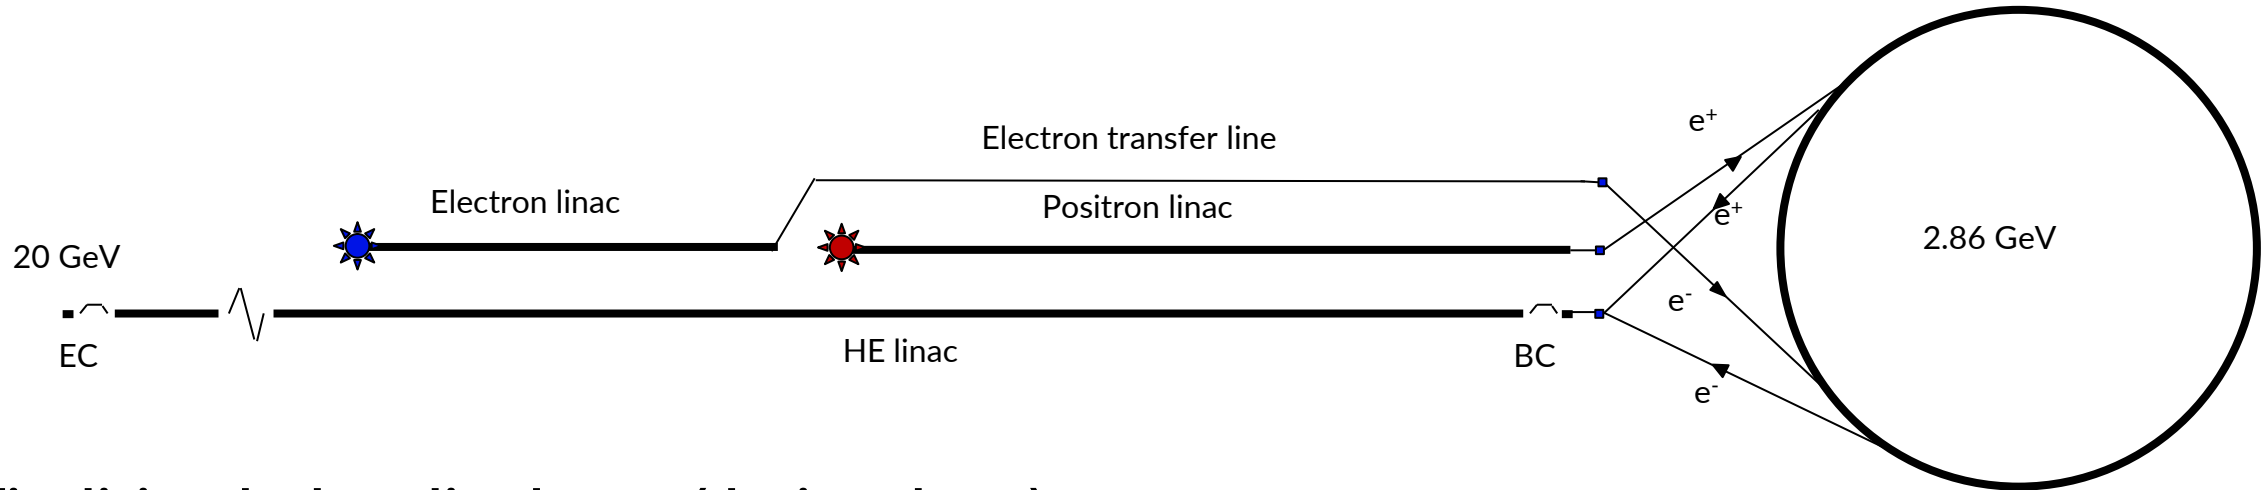 e⁺
Electron transfer line
Electron linac
Positron linac
e⁺
20 GeV
2.86 GeV
e⁻
EC
HE linac
BC
e⁻